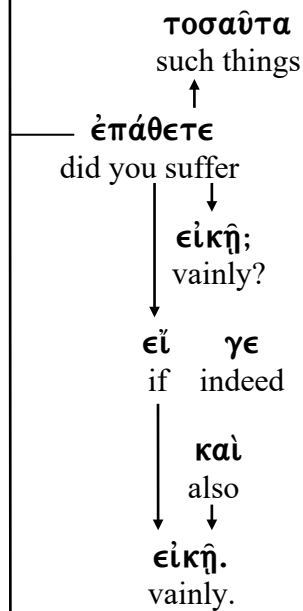 τοσαῦτα
such things
ἐπάθετε
did you suffer
εἰκῇ;
vainly?
εἴ γε
if indeed
καὶ
also
εἰκῇ.
vainly.